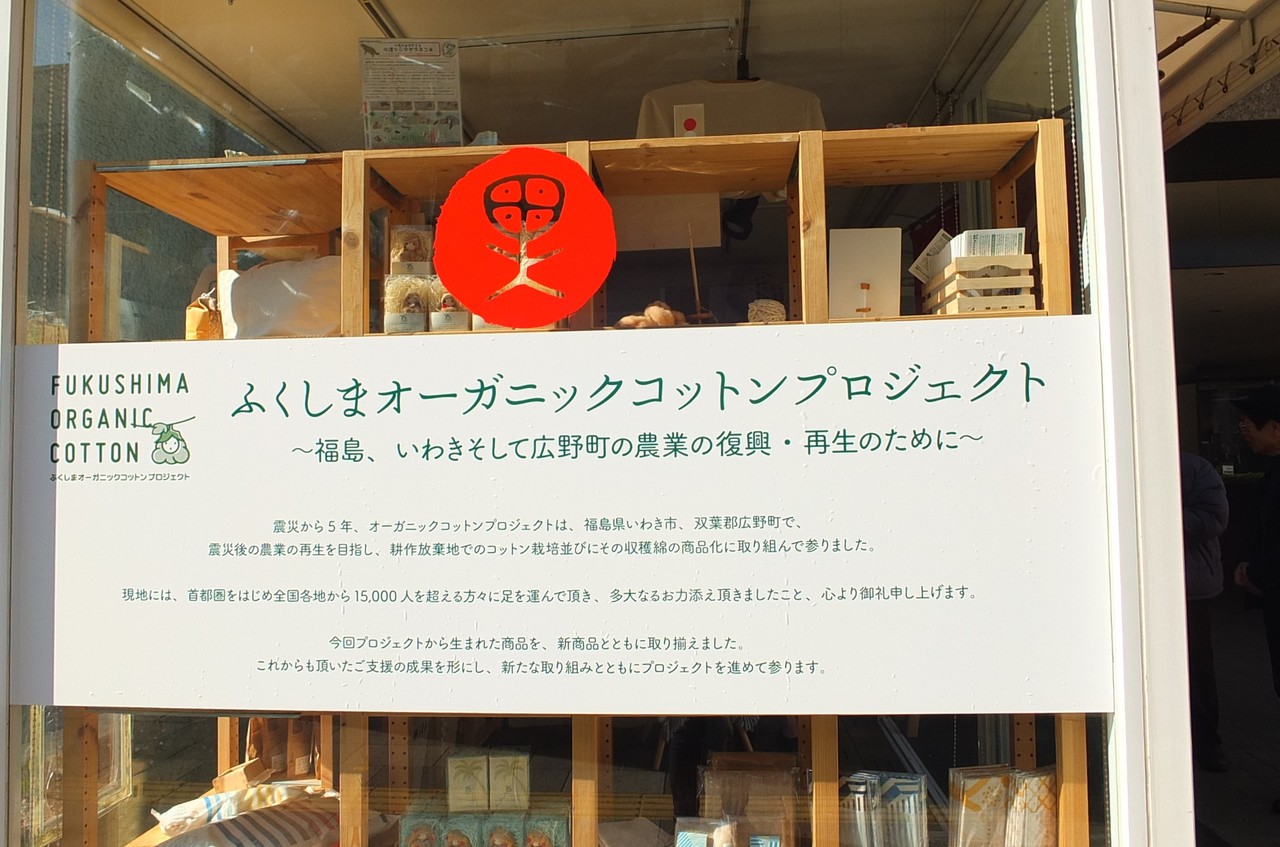 FUKUSHIMA
ORGANIC
COTTON
ふくしまオーガニックコットンプロジェクト
ふくしまオーガニックコットンプロジェクト
〜福島、いわきそして広野町の農業の復興・再生のために〜
震災から5年、オーガニックコットンプロジェクトは、福島県いわき市、双葉郡広野町で、
震災後の農業の再生を目指し、耕作放棄地でのコットン栽培並びにその収穫綿の商品化に取り組んで参りました。
現地には、首都圏をはじめ全国各地から15,000人を超える方々に足を運んで頂き、多大なるお力添え頂きましたこと、心より御礼申し上げます。
今回プロジェクトから生まれた商品を、新商品とともに取り揃えました。
これからも頂いたご支援の成果を形にし、新たな取り組みとともにプロジェクトを進めて参ります。